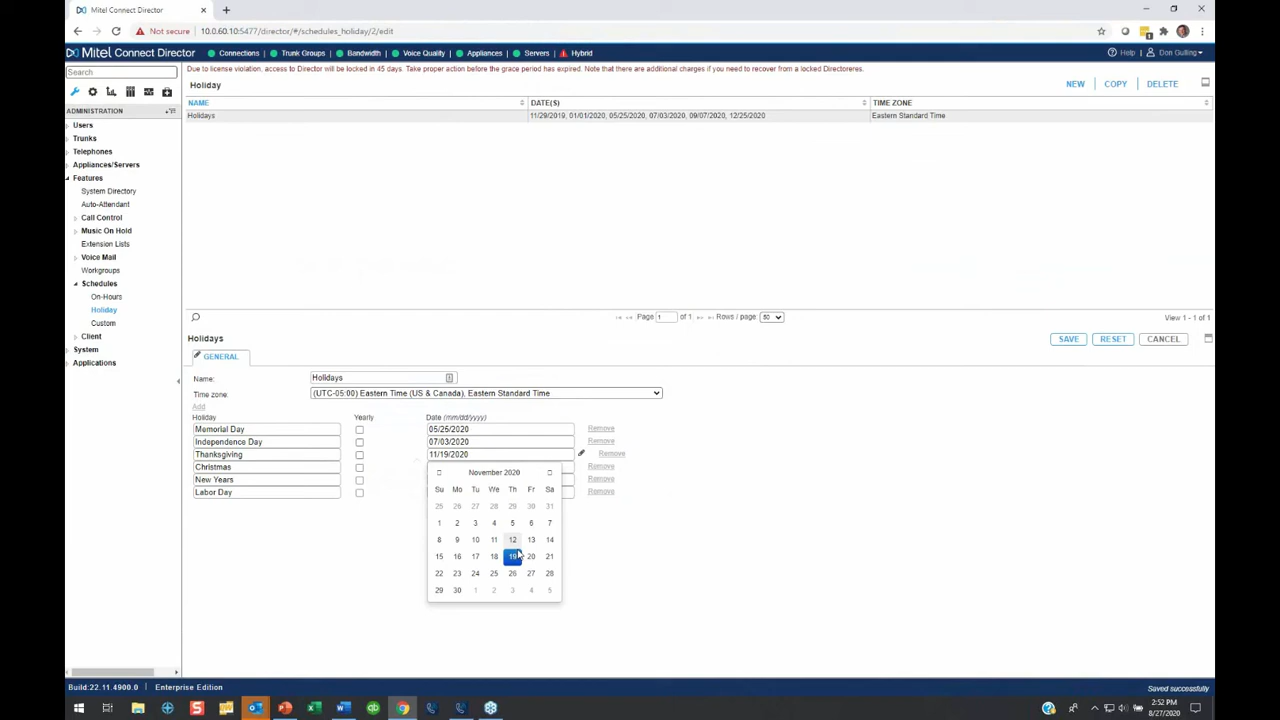 Mitel Connect Director
Not secure 10.0.60.10:5477/director/#/schedules_holiday/2/edit
Mitel Connect Director Connections Trunk Groups Bandwidth Voice Quality Appliances Servers Hybrid Help Don Gulling
Search
Due to license violation, access to Director will be locked in 45 days. Take proper action before the grace period has expired. Note that there are additional charges if you need to recover from a locked Directoreres.
Holiday NEW COPY DELETE
NAME DATE(S) TIME ZONE
Holidays 11/29/2019, 01/01/2020, 05/25/2020, 07/03/2020, 09/07/2020, 12/25/2020 Eastern Standard Time
ADMINISTRATION
Users
Trunks
Telephones
Appliances/Servers
Features
System Directory
Auto-Attendant
Call Control
Music On Hold
Extension Lists
Voice Mail
Workgroups
Schedules
On-Hours
Holiday
Custom
Client
System
Applications
Page 1 of 1 Rows / page: 50 View 1 - 1 of 1
Holidays SAVE RESET CANCEL
GENERAL
Name: Holidays
Time zone: (UTC-05:00) Eastern Time (US & Canada), Eastern Standard Time
Add
Holiday Yearly Date (mm/dd/yyyy)
Memorial Day 05/25/2020 Remove
Independence Day 07/03/2020 Remove
Thanksgiving 11/19/2020 Remove
Christmas Remove
New Years Remove
Labor Day Remove
November 2020
Su Mo Tu We Th Fr Sa
25 26 27 28 29 30 31
1 2 3 4 5 6 7
8 9 10 11 12 13 14
15 16 17 18 19 20 21
22 23 24 25 26 27 28
29 30 1 2 3 4 5
Build:22.11.4900.0 Enterprise Edition Saved successfully
2:52 PM
8/27/2020